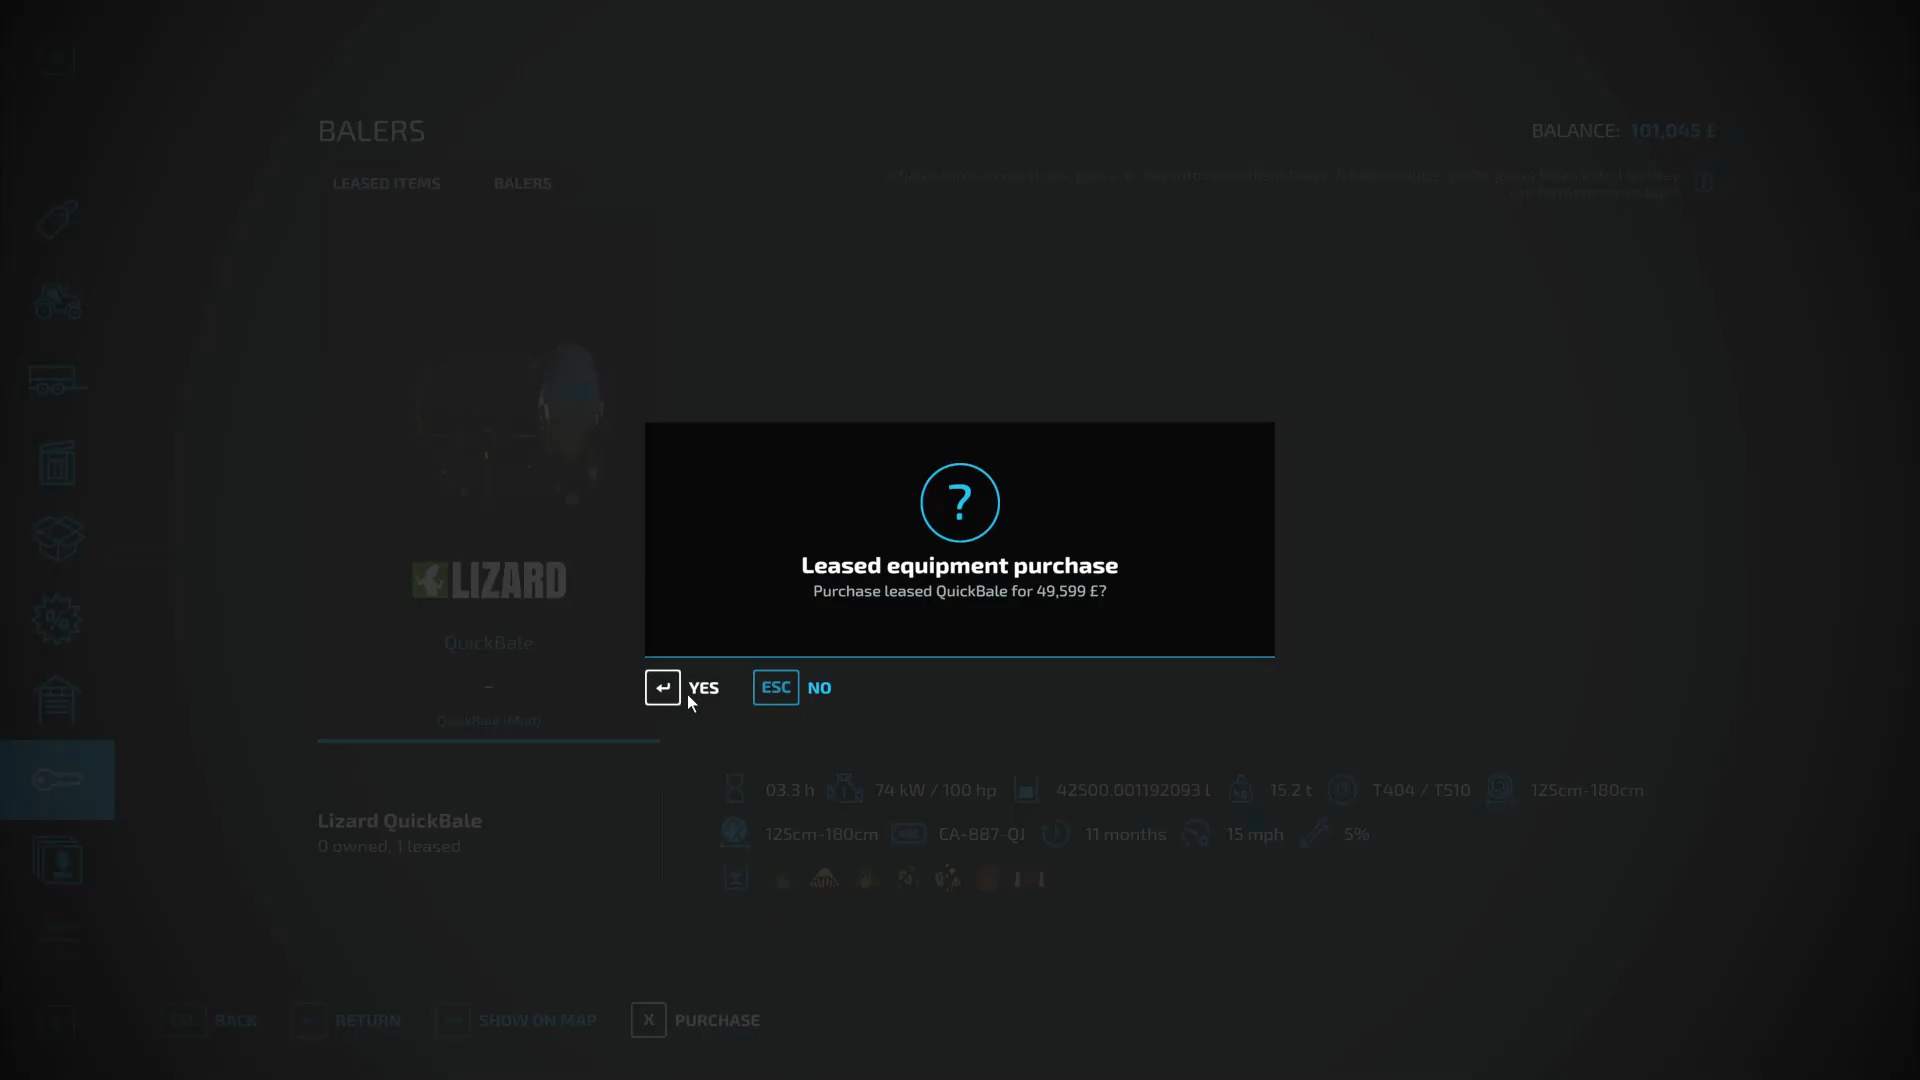 BALERS
BALANCE: 101,045 £
LEASED ITEMS BALERS
LIZARD
QuickBale
–
QuickBale (Mod)
?
Leased equipment purchase
Purchase leased QuickBale for 49,599 £?
YES ESC NO
Lizard QuickBale
0 owned, 1 leased
03.3 h 74 kW / 100 hp 42500.001192093 l 15.2 t T404 / T510 125cm-180cm
125cm-180cm CA-887-QJ 11 months 15 mph 5%
BACK RETURN SHOW ON MAP X PURCHASE